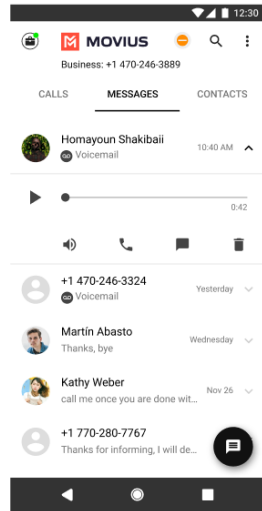 12:30
MOVIUS
Business: +1 470-246-3889
CALLS MESSAGES CONTACTS
Homayoun Shakibaii 10:40 AM
Voicemail
0:42
+1 470-246-3324 Yesterday
Voicemail
Martín Abasto Wednesday
Thanks, bye
Kathy Weber Nov 26
call me once you are done wit...
+1 770-280-7767
Thanks for informing, I will de...